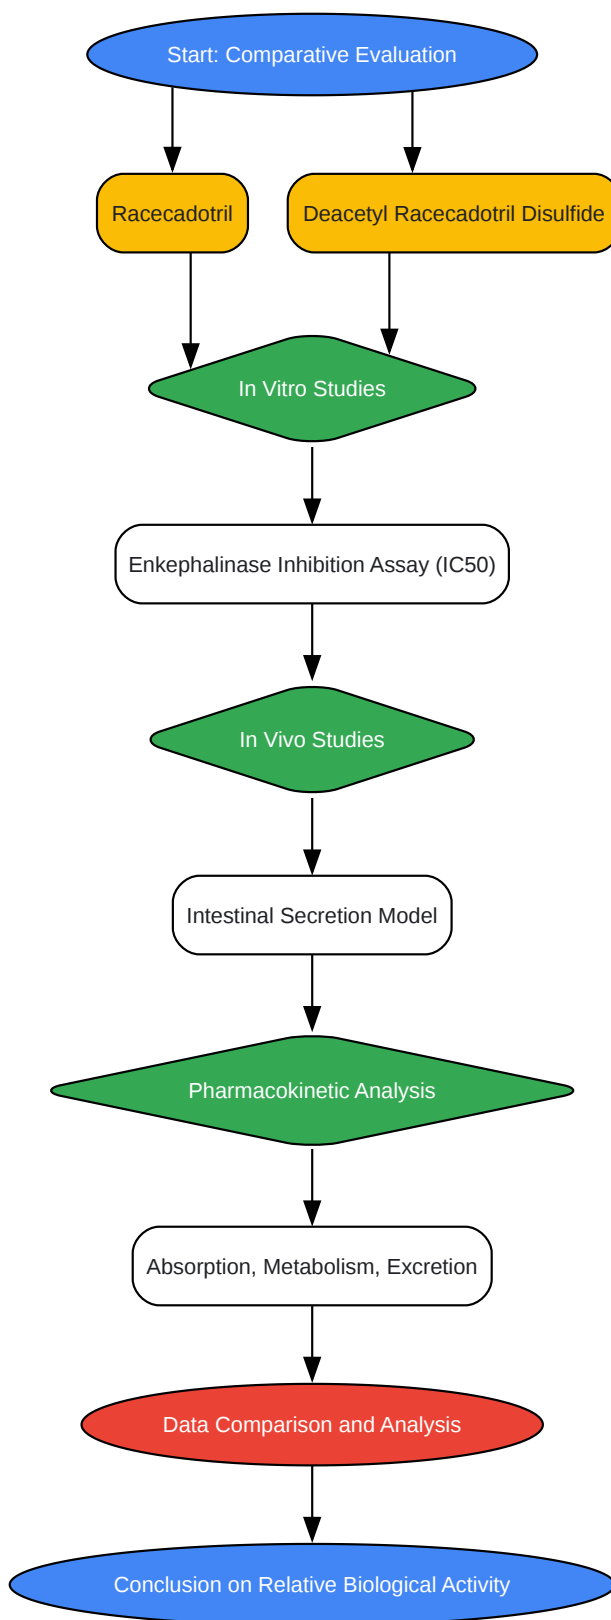 Start: Comparative Evaluation
Racecadotril
Deacetyl Racecadotril Disulfide
In Vitro Studies
Enkephalinase Inhibition Assay (IC50)
In Vivo Studies
Intestinal Secretion Model
Pharmacokinetic Analysis
Absorption, Metabolism, Excretion
Data Comparison and Analysis
Conclusion on Relative Biological Activity